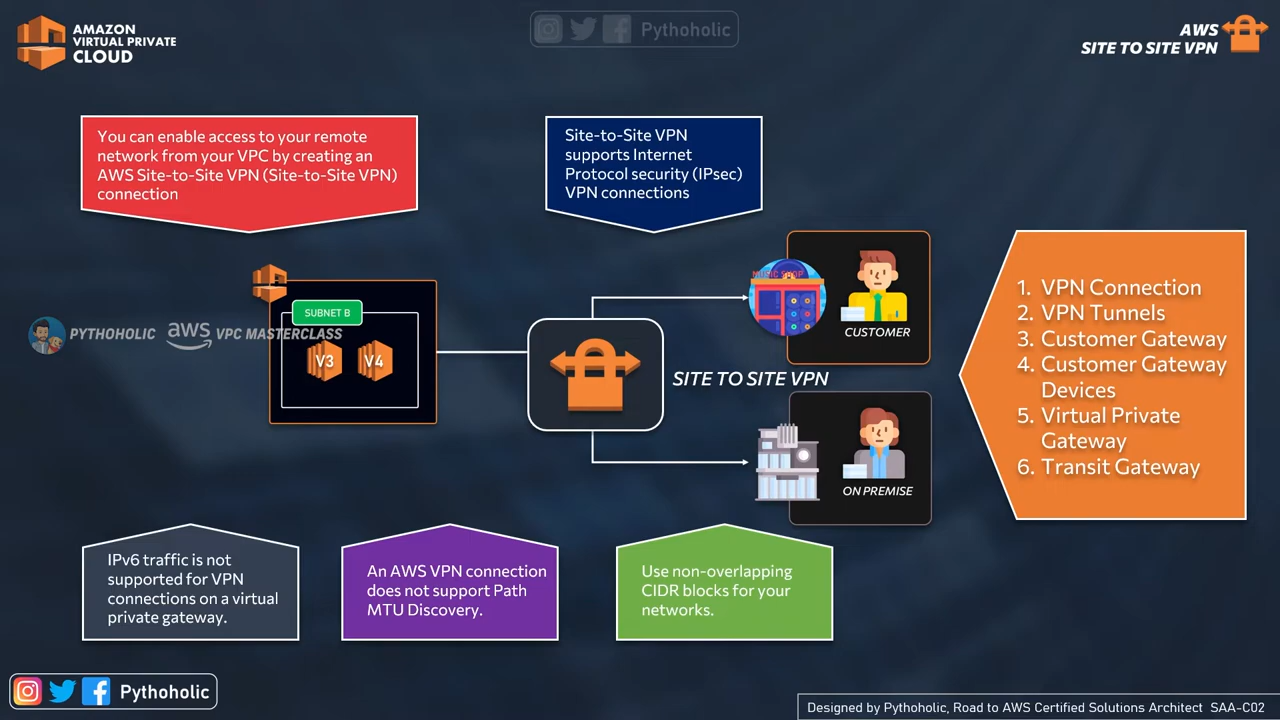 AMAZON
VIRTUAL PRIVATE
CLOUD
Pythoholic
AWS
SITE TO SITE VPN
You can enable access to your remote
network from your VPC by creating an
AWS Site-to-Site VPN (Site-to-Site VPN)
connection
Site-to-Site VPN
supports Internet
Protocol security (IPsec)
VPN connections
SUBNET B
V3
V4
PYTHOHOLIC
aws
VPC MASTERCLASS
SITE TO SITE VPN
MUSIC SHOP
CUSTOMER
ON PREMISE
1. VPN Connection
2. VPN Tunnels
3. Customer Gateway
4. Customer Gateway
Devices
5. Virtual Private
Gateway
6. Transit Gateway
IPv6 traffic is not
supported for VPN
connections on a virtual
private gateway.
An AWS VPN connection
does not support Path
MTU Discovery.
Use non-overlapping
CIDR blocks for your
networks.
Pythoholic
Designed by Pythoholic, Road to AWS Certified Solutions Architect SAA-C02